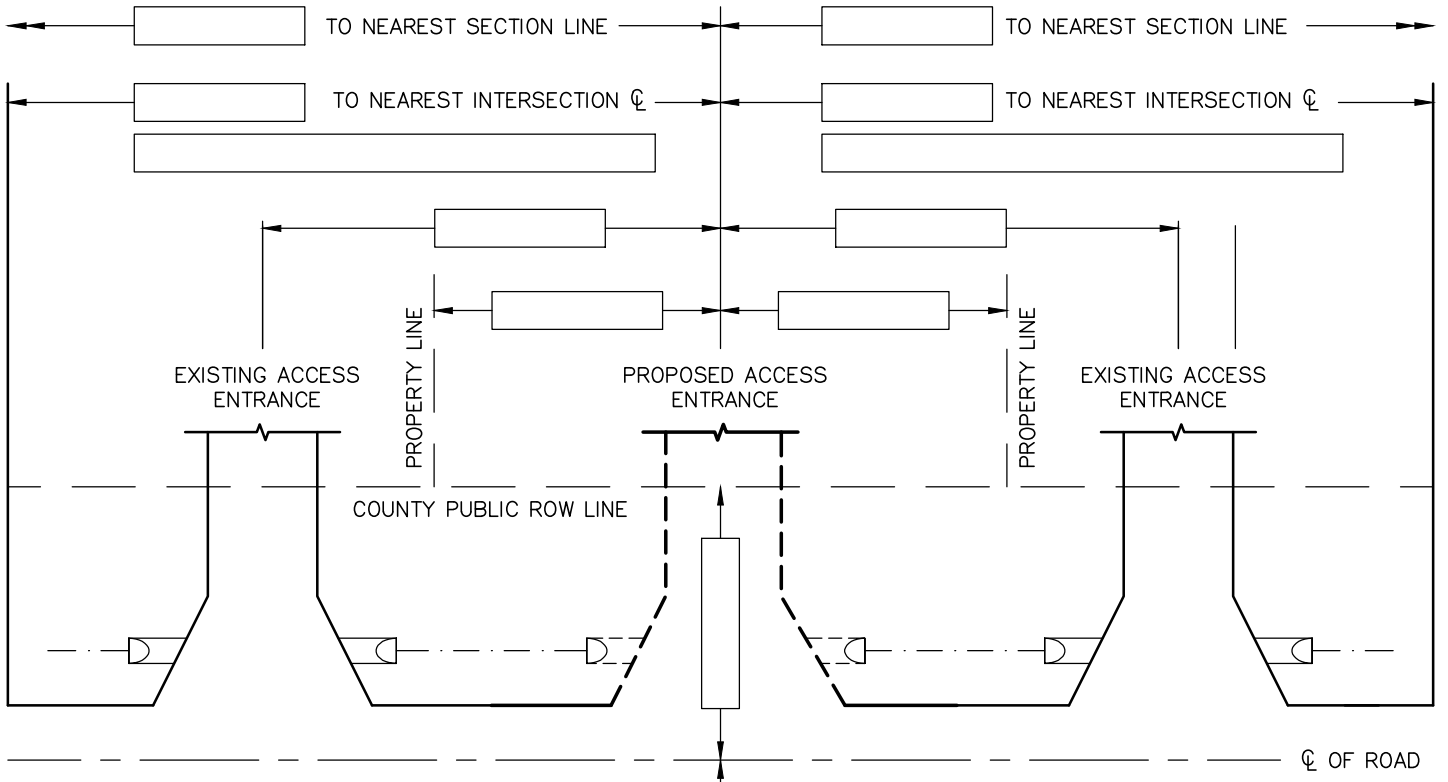 TO NEAREST SECTION LINE
TO NEAREST SECTION LINE
TO NEAREST INTERSECTION ℄
TO NEAREST INTERSECTION ℄
PROPERTY LINE
PROPERTY LINE
EXISTING ACCESS
ENTRANCE
PROPOSED ACCESS
ENTRANCE
EXISTING ACCESS
ENTRANCE
COUNTY PUBLIC ROW LINE
℄ OF ROAD